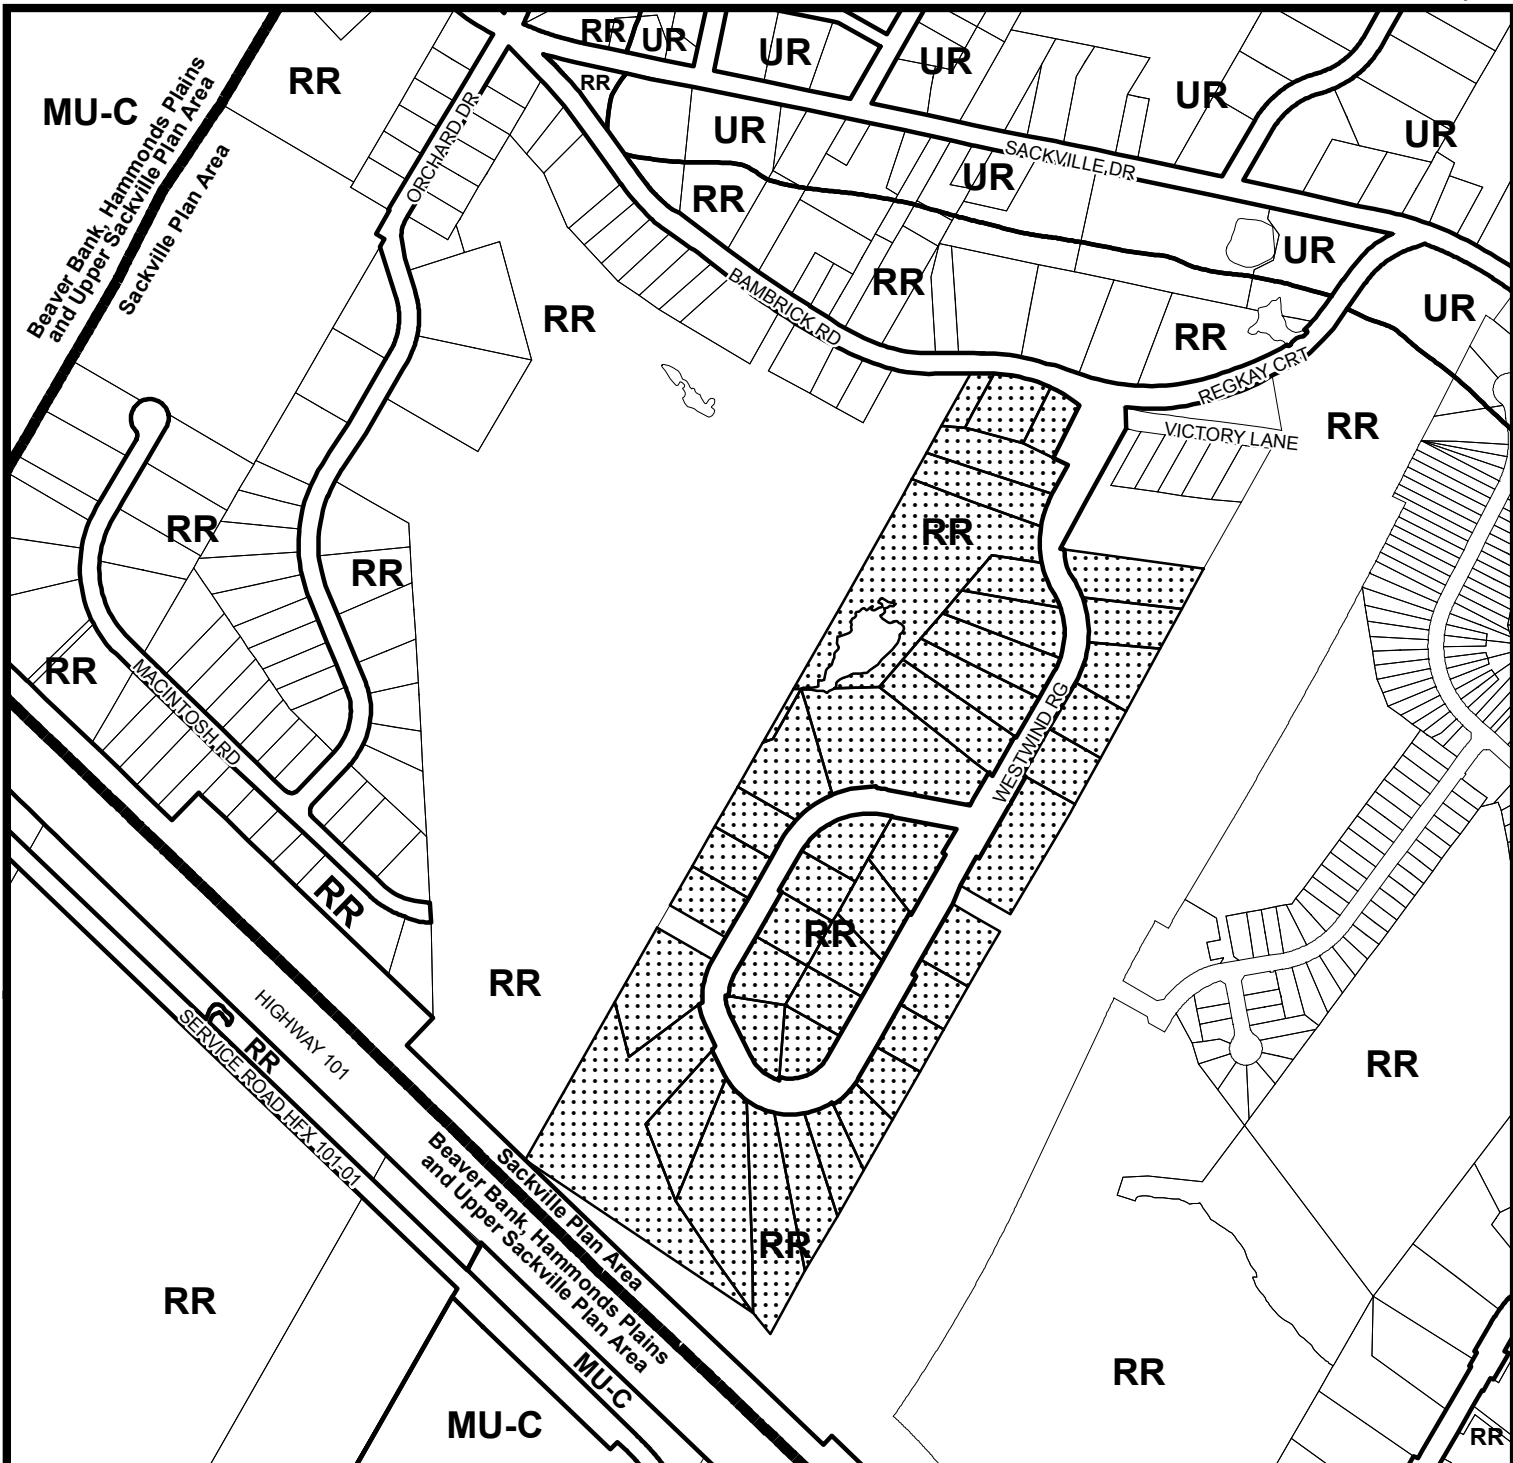 RR
UR
UR
UR
RR
MU-C
RR
UR
UR
UR
Beaver Bank, Hammonds Plains
and Upper Sackville Plan Area
Sackville Plan Area
ORCHARD DR
SACKVILLE DR
UR
RR
UR
RR
RR
BAMBRICK RD
UR
RR
REGKAY CRT
VICTORY LANE
RR
RR
RR
RR
RR
MACINTOSH RD
WESTWIND RG
RR
RR
RR
HIGHWAY 101
RR
SERVICE ROAD HFX 101-01
RR
Sackville Plan Area
Beaver Bank, Hammonds Plains
and Upper Sackville Plan Area
RR
RR
MU-C
RR
MU-C
RR